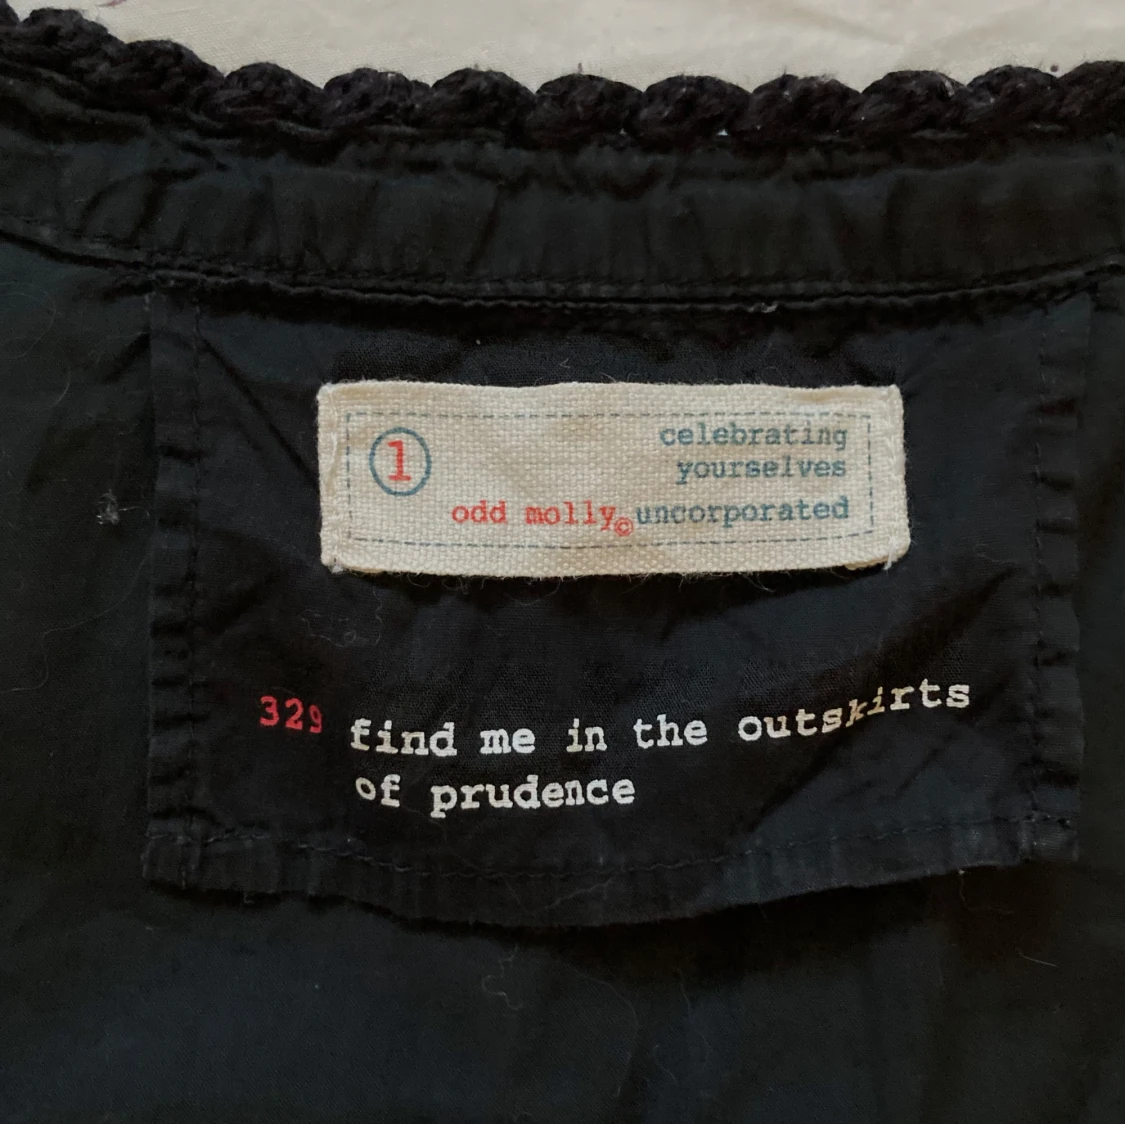 1 celebrating
yourselves
odd molly© uncorporated
329 find me in the outskirts
of prudence